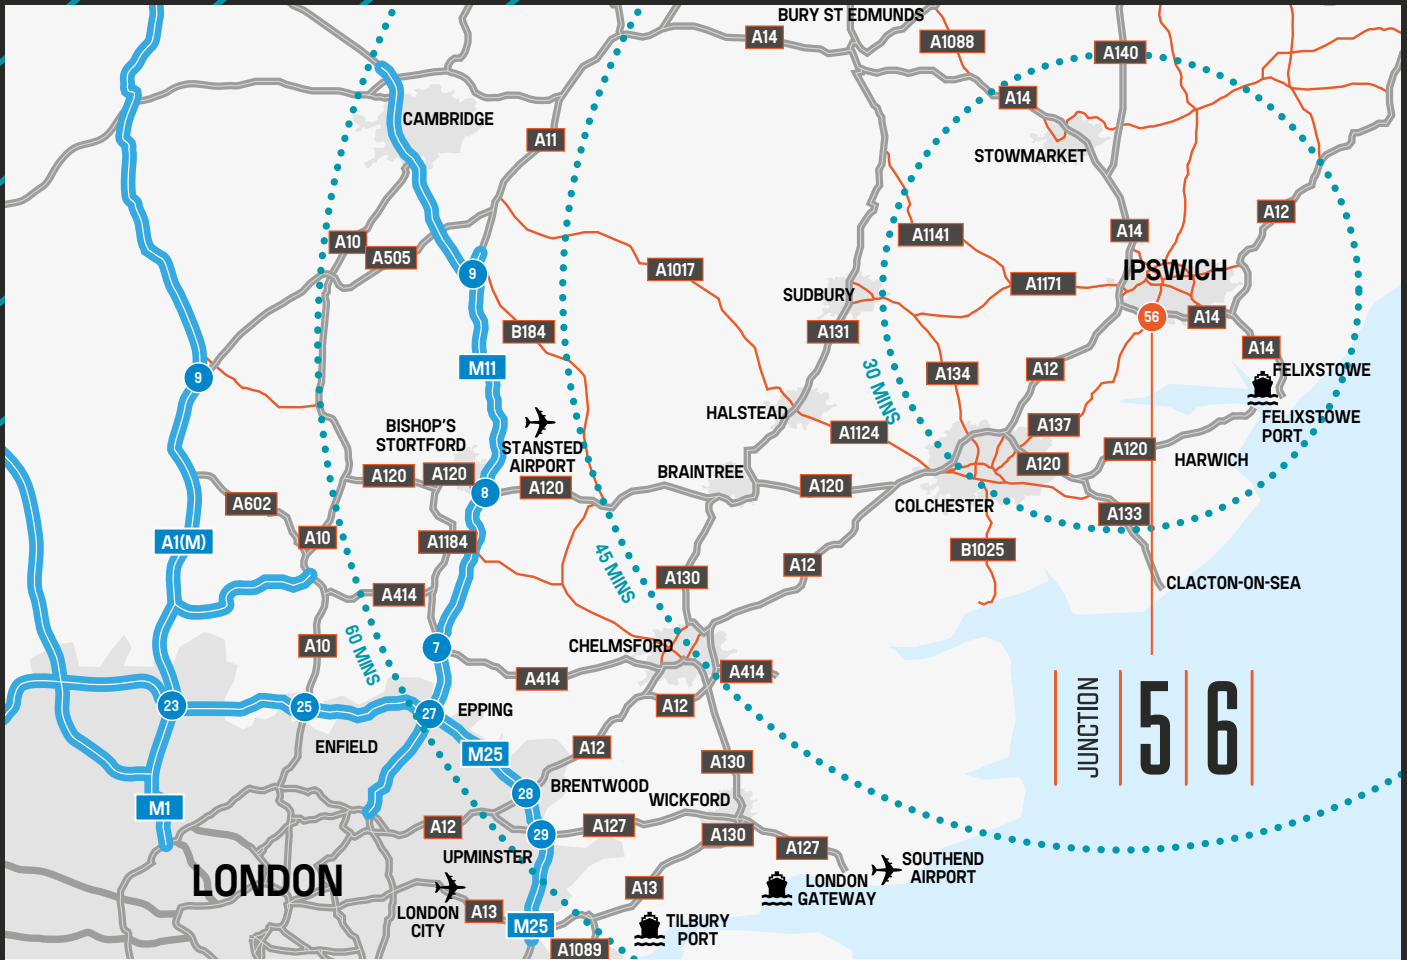 BURY ST EDMUNDS
A14
A1088
A140
A14
CAMBRIDGE
A11
STOWMARKET
A10
A505
A1141
A14
A12
9
A1017
IPSWICH
A1171
SUDBURY
B184
A131
56
A14
A14
M11
9
A134
A12
FELIXSTOWE
30 MINS
HALSTEAD
BISHOP'S
STORTFORD
STANSTED
AIRPORT
A1124
A137
FELIXSTOWE
PORT
A120
HARWICH
A120
A120
A120
8
BRAINTREE
A120
A120
COLCHESTER
A602
A133
A10
A1(M)
A1184
45 MINS
A130
A12
B1025
CLACTON-ON-SEA
A414
60 MINS
A10
7
CHELMSFORD
A414
A414
23
25
27
EPPING
A12
JUNCTION
56
ENFIELD
M25
A12
A130
28
BRENTWOOD
WICKFORD
M1
A12
29
A127
A130
A127
UPMINSTER
LONDON
A13
LONDON
GATEWAY
SOUTHEND
AIRPORT
LONDON
CITY
A13
M25
A1089
TILBURY
PORT